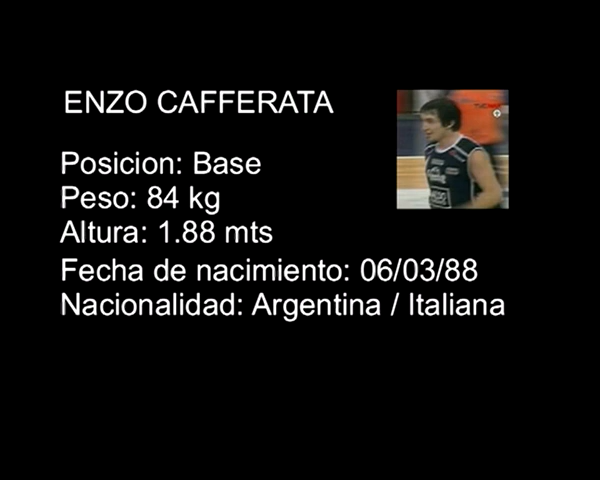 ENZO CAFFERATA
Posicion: Base
Peso: 84 kg
Altura: 1.88 mts
Fecha de nacimiento: 06/03/88
Nacionalidad: Argentina / Italiana